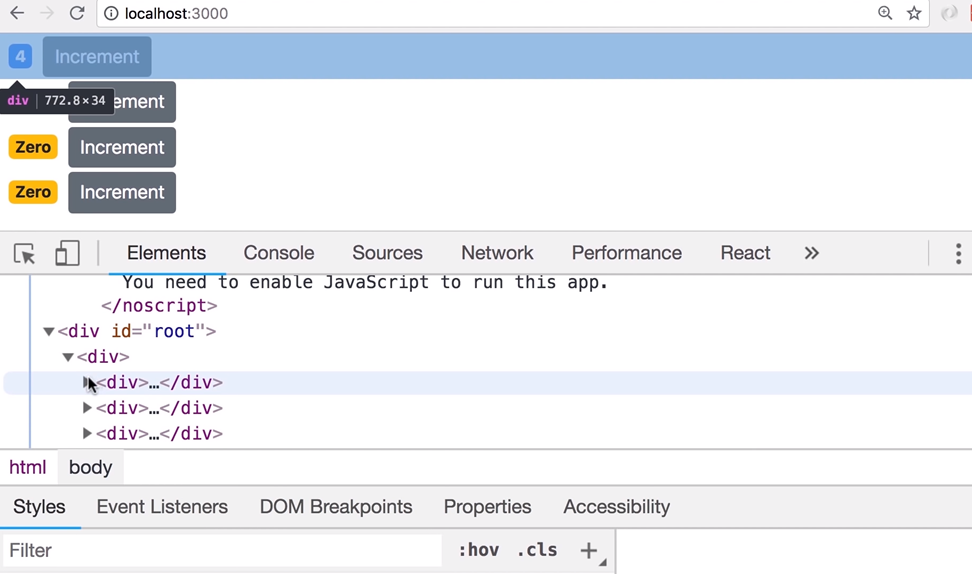 localhost:3000
4 Increment
div 772.8×34 ement
Zero Increment
Zero Increment
Elements Console Sources Network Performance React »
You need to enable JavaScript to run this app.
</noscript>
▼<div id="root">
▼<div>
<div>…</div>
▶<div>…</div>
▶<div>…</div>
html body
Styles Event Listeners DOM Breakpoints Properties Accessibility
Filter :hov .cls +